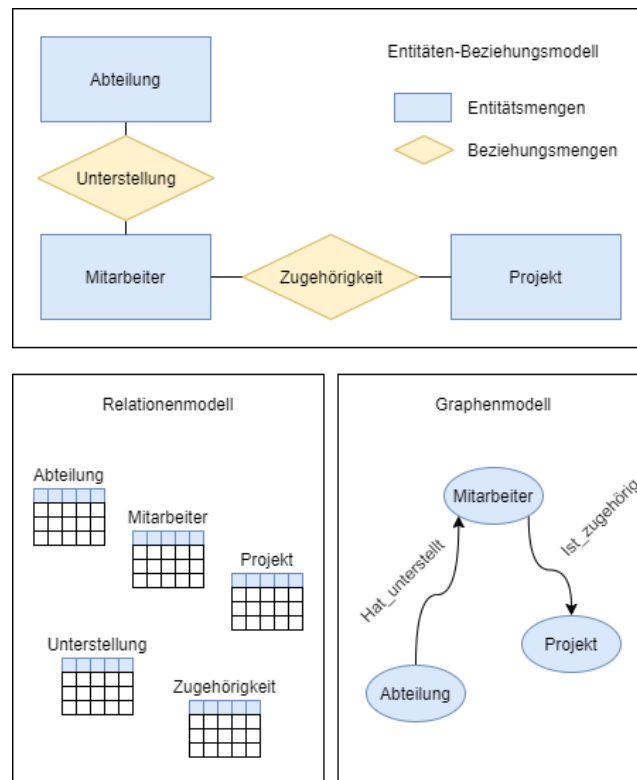 Entitäten-Beziehungsmodell
Abteilung
Entitätsmengen
Beziehungsmengen
Unterstellung
Mitarbeiter
Zugehörigkeit
Projekt
Relationenmodell
Abteilung
Mitarbeiter
Projekt
Unterstellung
Zugehörigkeit
Graphenmodell
Mitarbeiter
Hat_unterstellt
Ist_zugehörig
Projekt
Abteilung